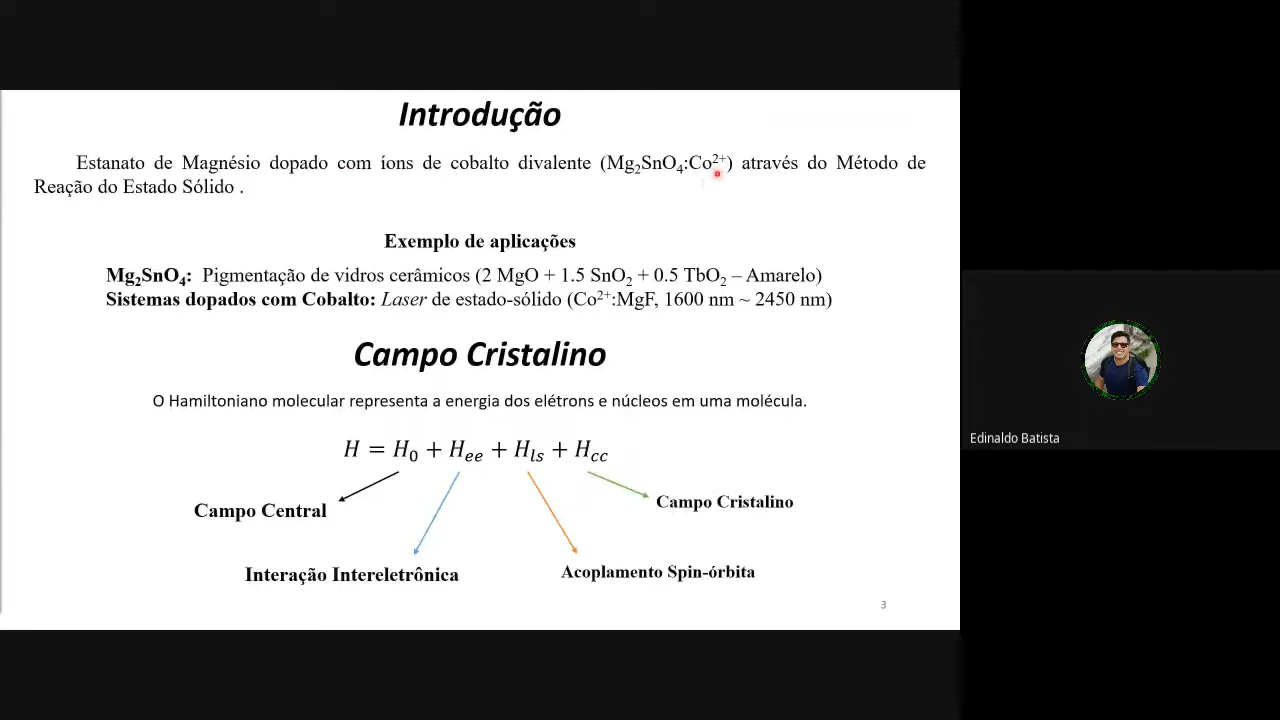 Introdução
Estanato de Magnésio dopado com íons de cobalto divalente (Mg₂SnO₄:Co²⁺) através do Método de
Reação do Estado Sólido .
Exemplo de aplicações
Mg₂SnO₄: Pigmentação de vidros cerâmicos (2 MgO + 1.5 SnO₂ + 0.5 TbO₂ – Amarelo)
Sistemas dopados com Cobalto: Laser de estado-sólido (Co²⁺:MgF, 1600 nm ~ 2450 nm)
Campo Cristalino
O Hamiltoniano molecular representa a energia dos elétrons e núcleos em uma molécula.
H = H₀ + H_ee + H_ls + H_cc
Campo Central
Campo Cristalino
Interação Intereletrônica
Acoplamento Spin-órbita
3
Edinaldo Batista